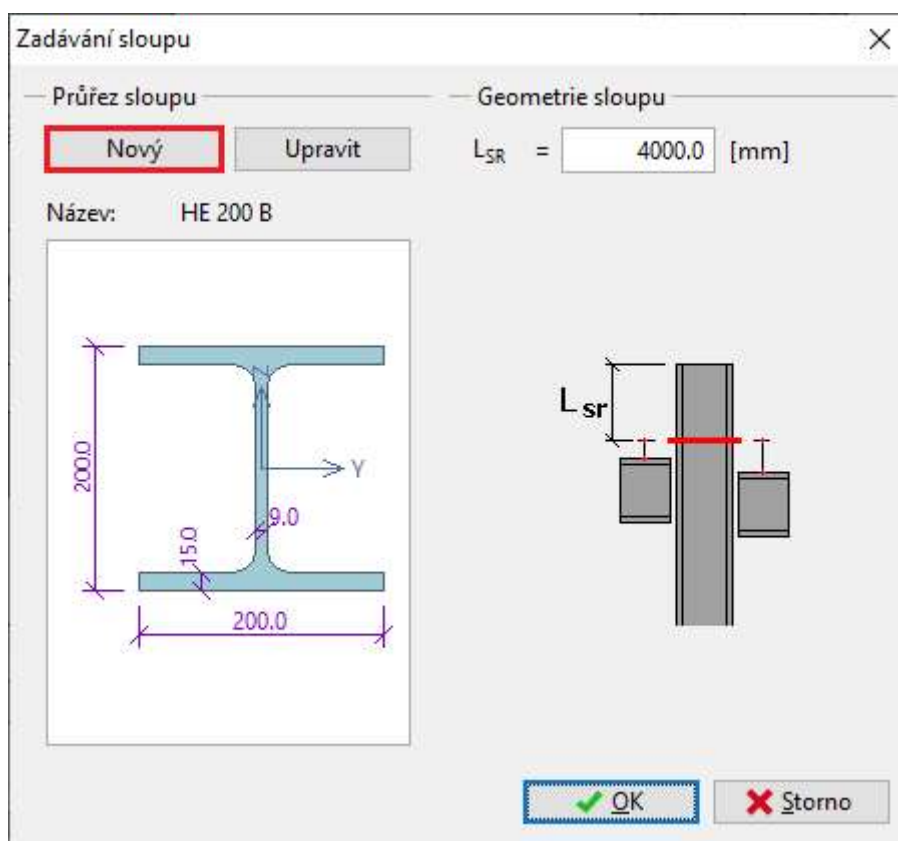 Zadávání sloupu
Průřez sloupu
Nový
Upravit
Název: HE 200 B
200.0
Y
9.0
15.0
200.0
Geometrie sloupu
LSR = 4000.0 [mm]
Lsr
OK
Storno